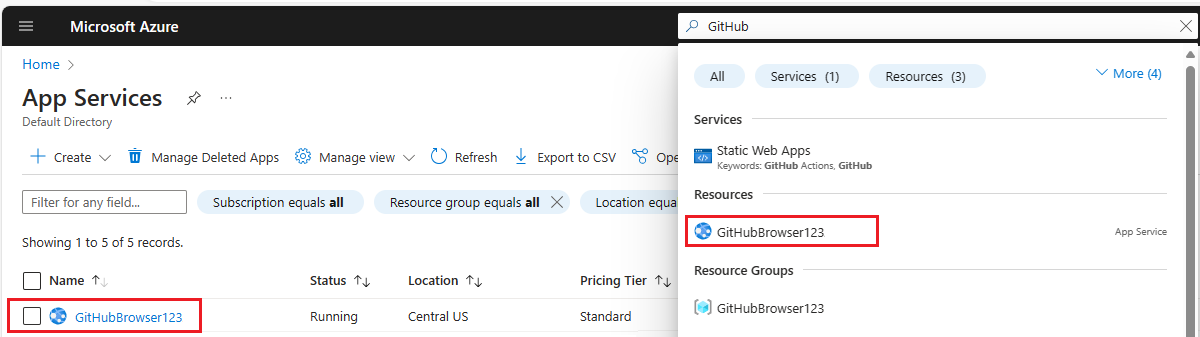 Microsoft Azure
GitHub
Home
App Services
Default Directory
Create
Manage Deleted Apps
Manage view
Refresh
Export to CSV
Filter for any field...
Subscription equals all
Resource group equals all
Location
Showing 1 to 5 of 5 records.
Name Status Location Pricing Tier
GitHubBrowser123 Running Central US Standard
All
Services (1)
Resources (3)
More (4)
Services
Static Web Apps
Keywords: GitHub Actions, GitHub
Resources
GitHubBrowser123 App Service
Resource Groups
GitHubBrowser123